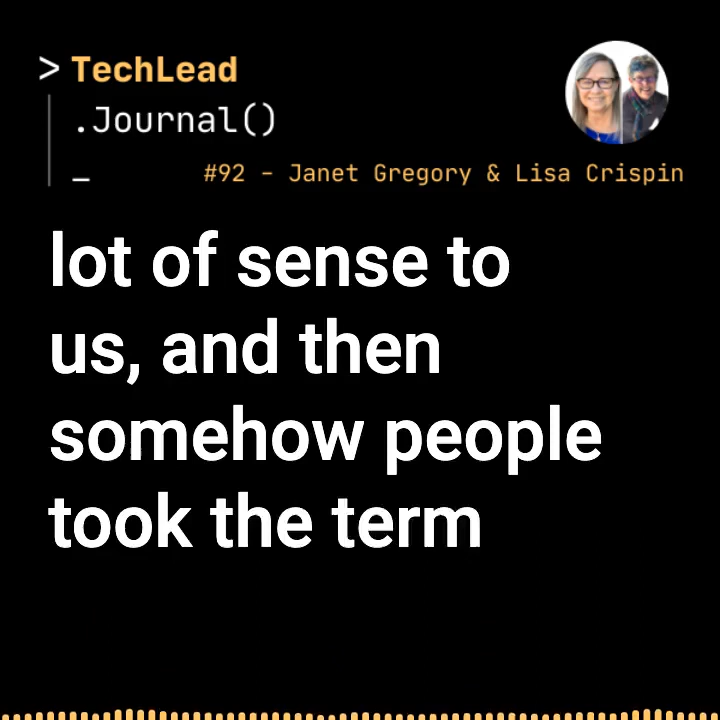 > TechLead
.Journal()
_
#92 - Janet Gregory & Lisa Crispin
lot of sense to
us, and then
somehow people
took the term